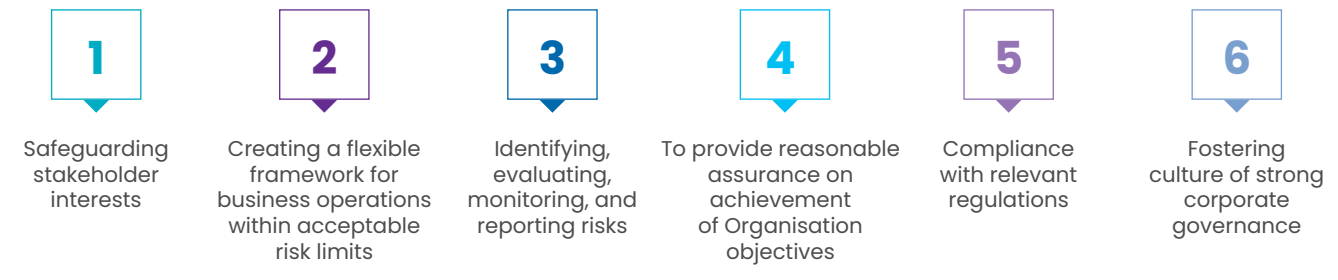 1
Safeguarding
stakeholder
interests
2
Creating a flexible
framework for
business operations
within acceptable
risk limits
3
Identifying,
evaluating,
monitoring, and
reporting risks
4
To provide reasonable
assurance on
achievement
of Organisation
objectives
5
Compliance
with relevant
regulations
6
Fostering
culture of strong
corporate
governance